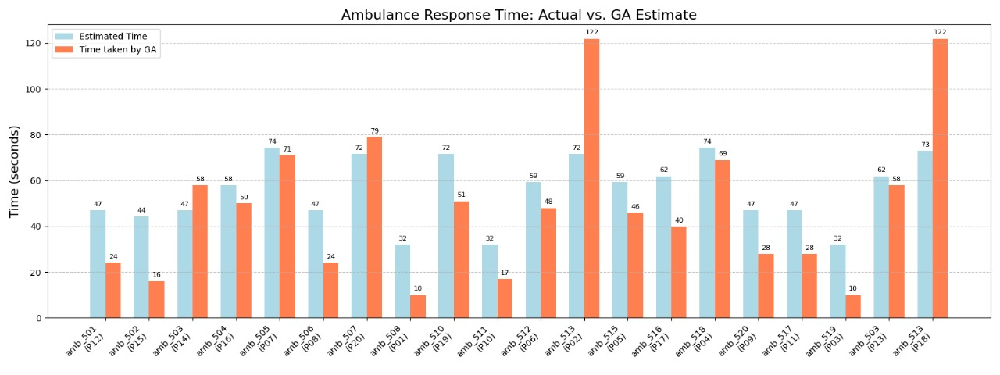 Ambulance Response Time: Actual vs. GA Estimate
Estimated Time
Time taken by GA
Time (seconds)
120
100
80
60
40
20
0
47
24
44
16
47
58
58
50
74
71
47
24
72
79
32
10
72
51
32
17
59
48
72
122
59
46
62
40
74
69
47
28
47
28
32
10
62
58
73
122
amb_501
(P12)
amb_502
(P15)
amb_503
(P14)
amb_504
(P16)
amb_505
(P07)
amb_506
(P08)
amb_507
(P20)
amb_508
(P01)
amb_510
(P19)
amb_511
(P10)
amb_512
(P06)
amb_513
(P02)
amb_515
(P05)
amb_516
(P17)
amb_518
(P04)
amb_520
(P09)
amb_517
(P11)
amb_519
(P03)
amb_503
(P13)
amb_513
(P18)